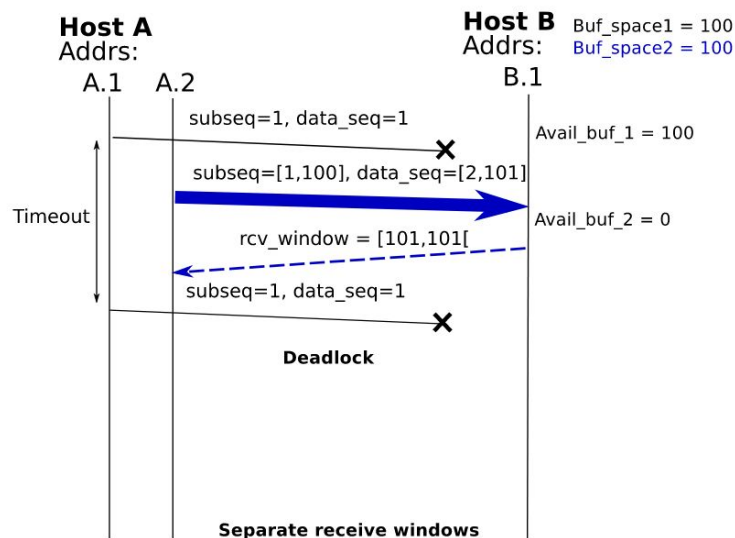 Host A
Addrs:
Host B
Addrs:
Buf_space1 = 100
Buf_space2 = 100
A.1
A.2
B.1
subseq=1, data_seq=1
Avail_buf_1 = 100
subseq=[1,100], data_seq=[2,101]
Timeout
Avail_buf_2 = 0
rcv_window = [101,101[
subseq=1, data_seq=1
Deadlock
Separate receive windows